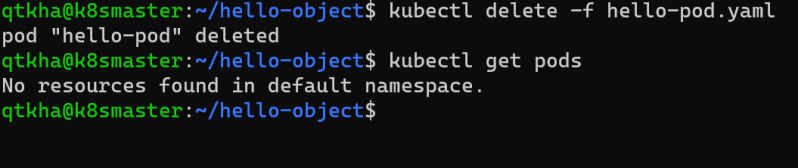 qtkha@k8smaster:~/hello-object$ kubectl delete -f hello-pod.yaml
pod "hello-pod" deleted
qtkha@k8smaster:~/hello-object$ kubectl get pods
No resources found in default namespace.
qtkha@k8smaster:~/hello-object$